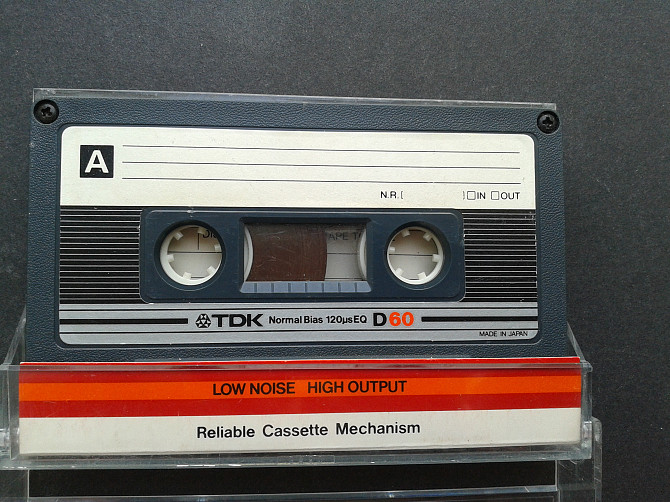 A
N.R.[ ]□IN □OUT
TDK Normal Bias 120µs EQ D60
MADE IN JAPAN
LOW NOISE HIGH OUTPUT
Reliable Cassette Mechanism